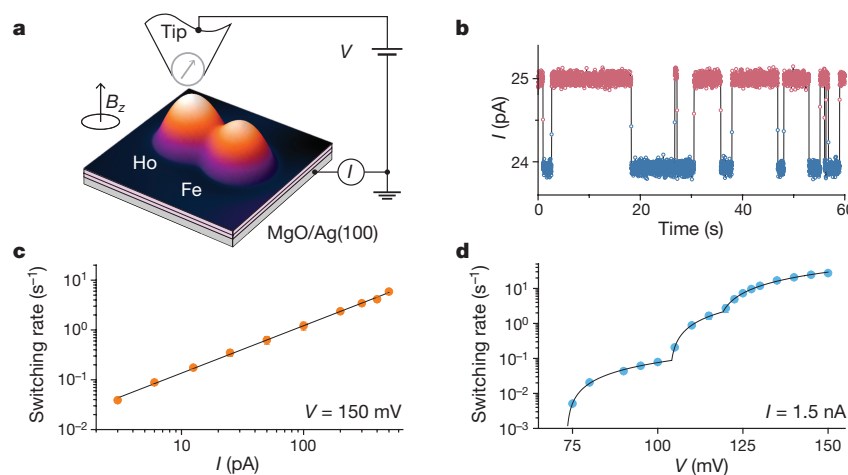 a
Tip
V
B_z
Ho
Fe
I
MgO/Ag(100)
b
I (pA)
25
24
0
20
40
60
Time (s)
c
Switching rate (s⁻¹)
10¹
10⁰
10⁻¹
10⁻²
V = 150 mV
10
100
I (pA)
d
Switching rate (s⁻¹)
10¹
10⁰
10⁻¹
10⁻²
10⁻³
I = 1.5 nA
75
100
125
150
V (mV)